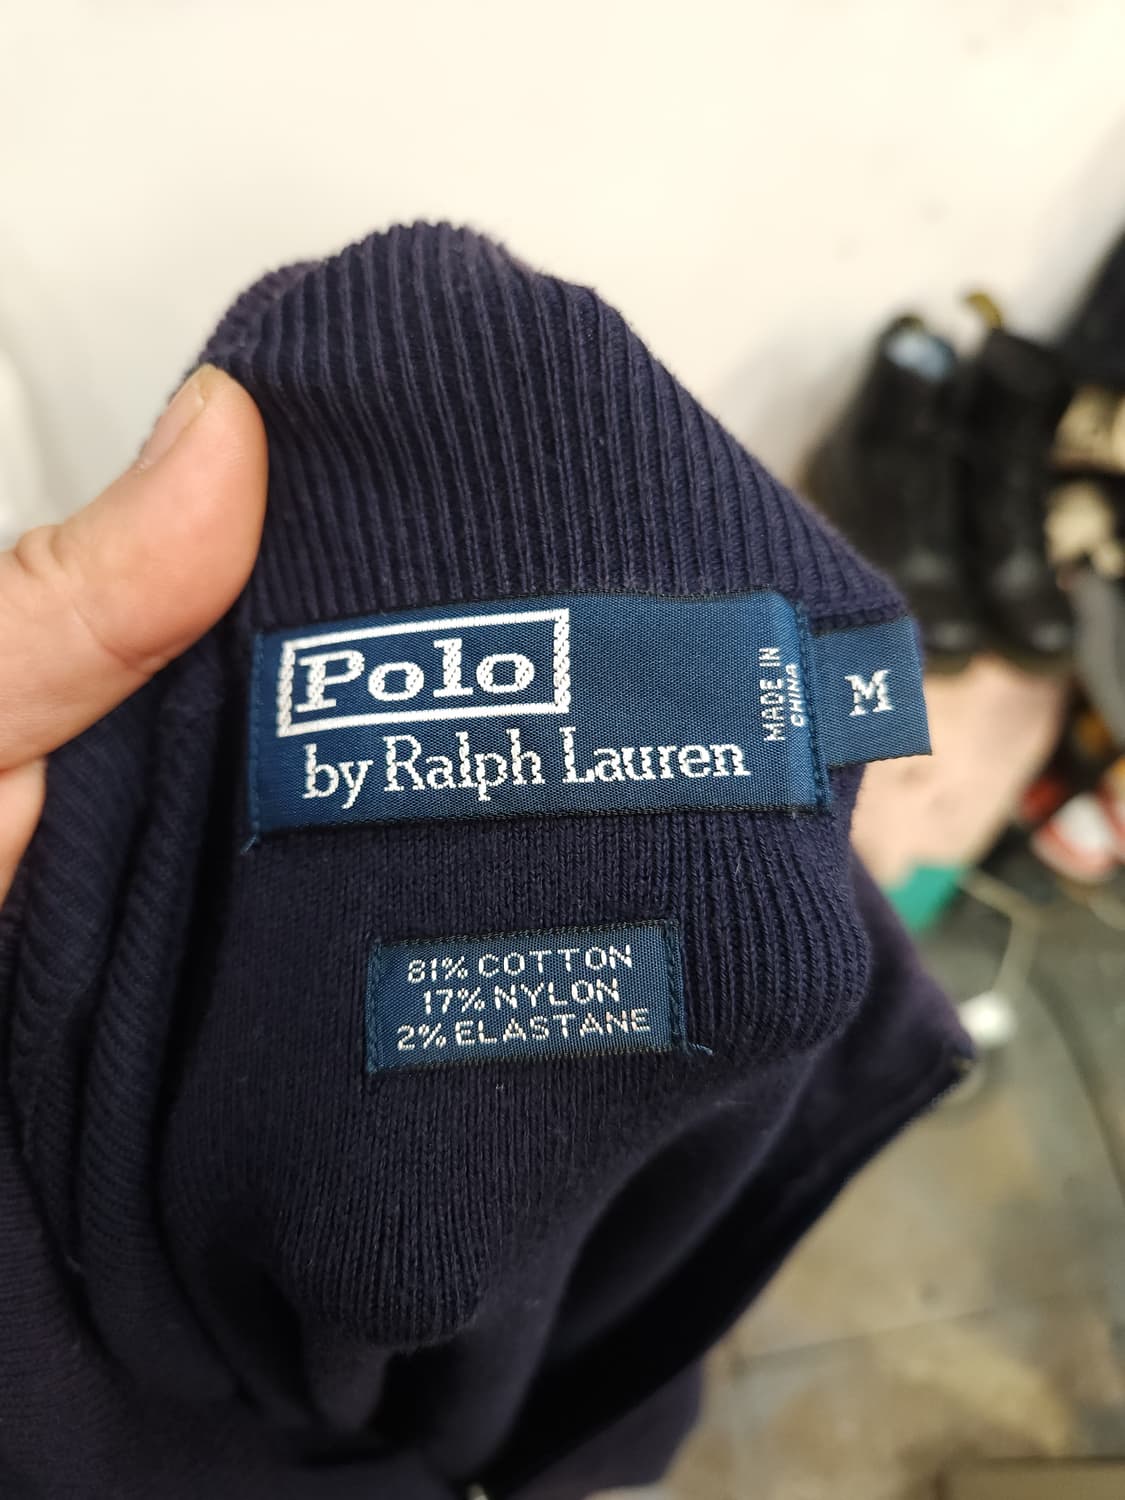 Polo
by Ralph Lauren
MADE IN
CHINA
M
81% COTTON
17% NYLON
2% ELASTANE